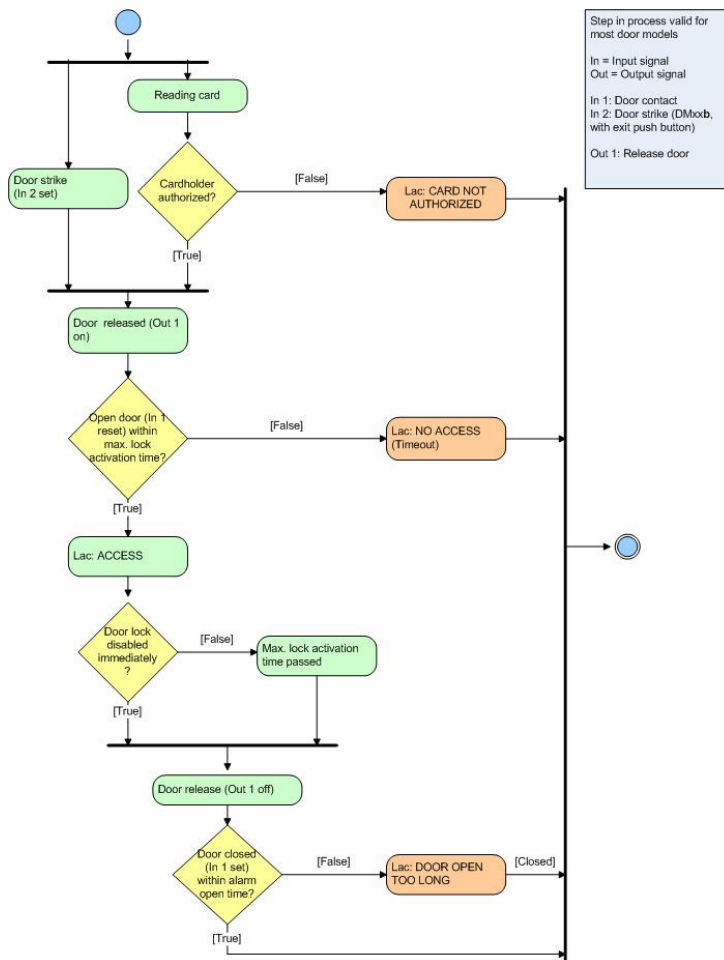 Step in process valid for
most door models
In = Input signal
Out = Output signal
In 1: Door contact
In 2: Door strike (DMxxb,
with exit push button)
Out 1: Release door
Reading card
Door strike
(In 2 set)
Cardholder
authorized?
[False]
Lac: CARD NOT
AUTHORIZED
[True]
Door released (Out 1
on)
Open door (In 1
reset) within
max. lock
activation time?
[False]
Lac: NO ACCESS
(Timeout)
[True]
Lac: ACCESS
Door lock
disabled
immediately
?
[False]
Max. lock activation
time passed
[True]
Door release (Out 1 off)
Door closed
(In 1 set)
within alarm
open time?
[False]
Lac: DOOR OPEN
TOO LONG
[Closed]
[True]